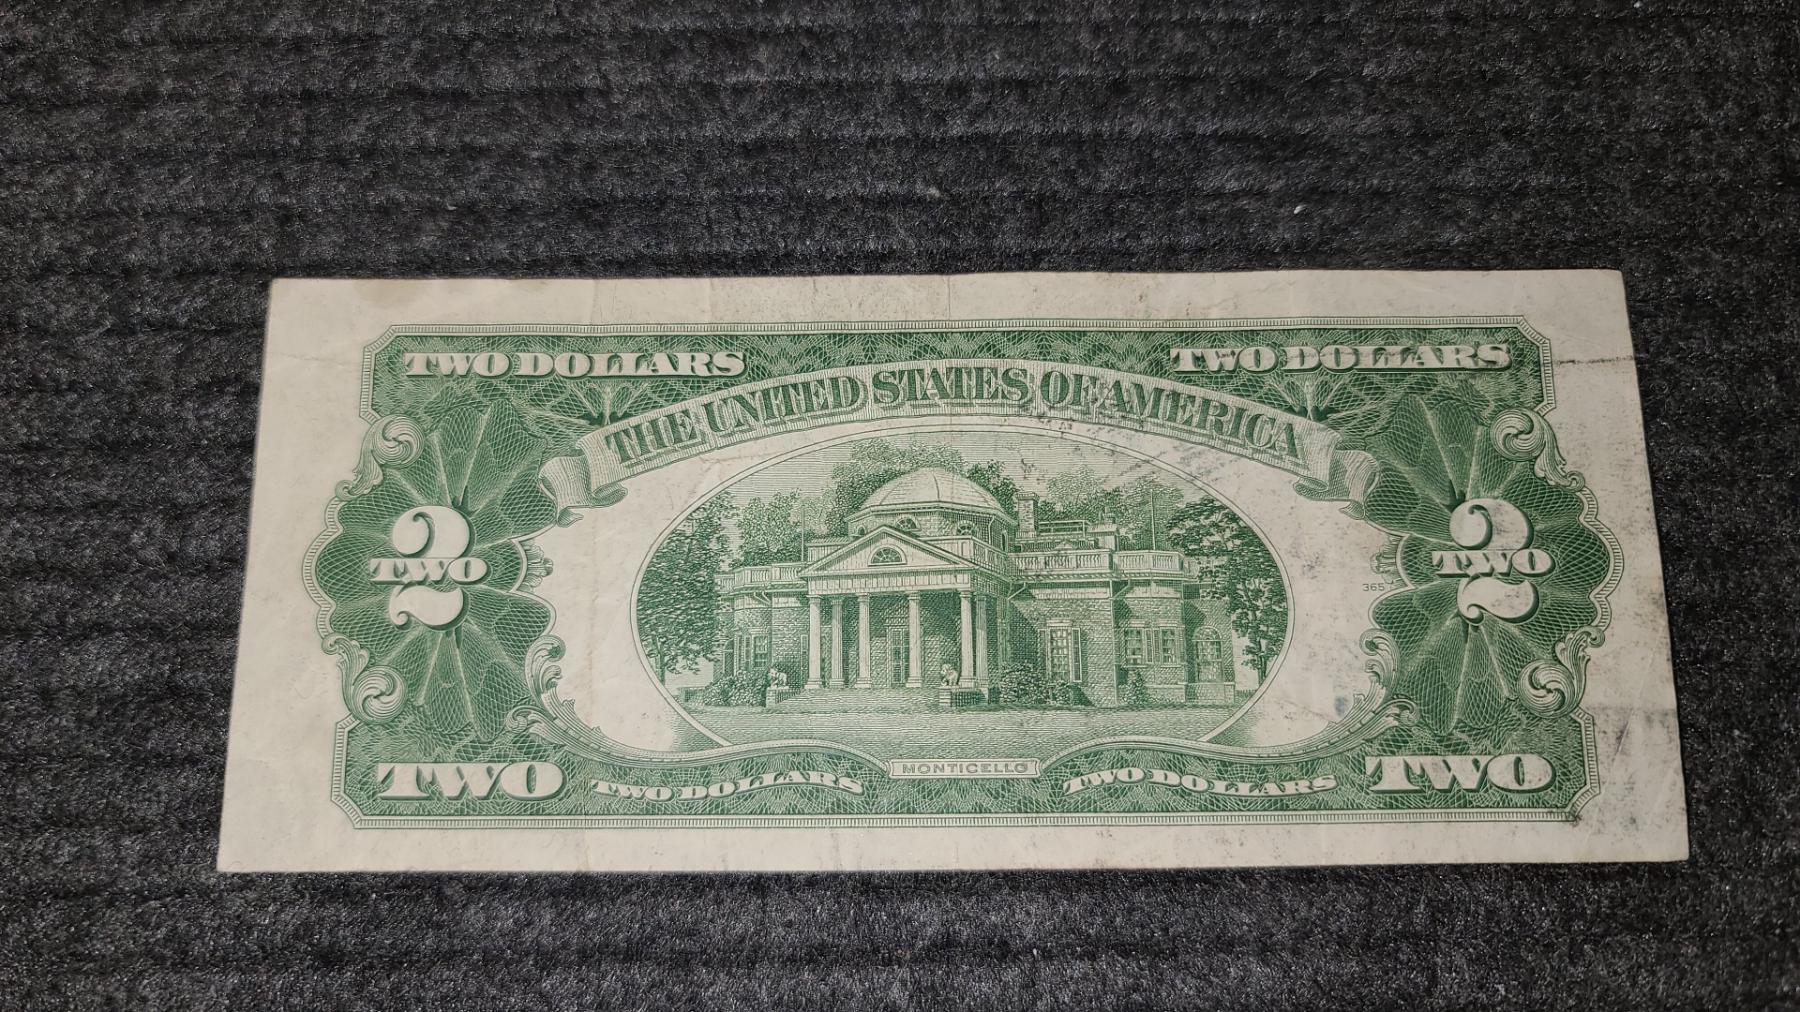 TWO DOLLARS TWO DOLLARS
THE UNITED STATES OF AMERICA
2 2
TWO TWO
365
TWO TWO DOLLARS MONTICELLO TWO DOLLARS TWO